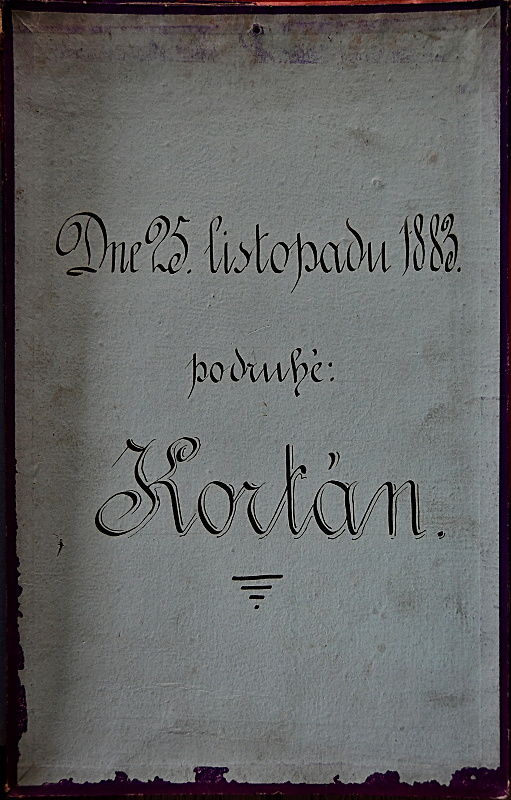 Dne 25. listopadu 1883.
podruhé:
Kortán.